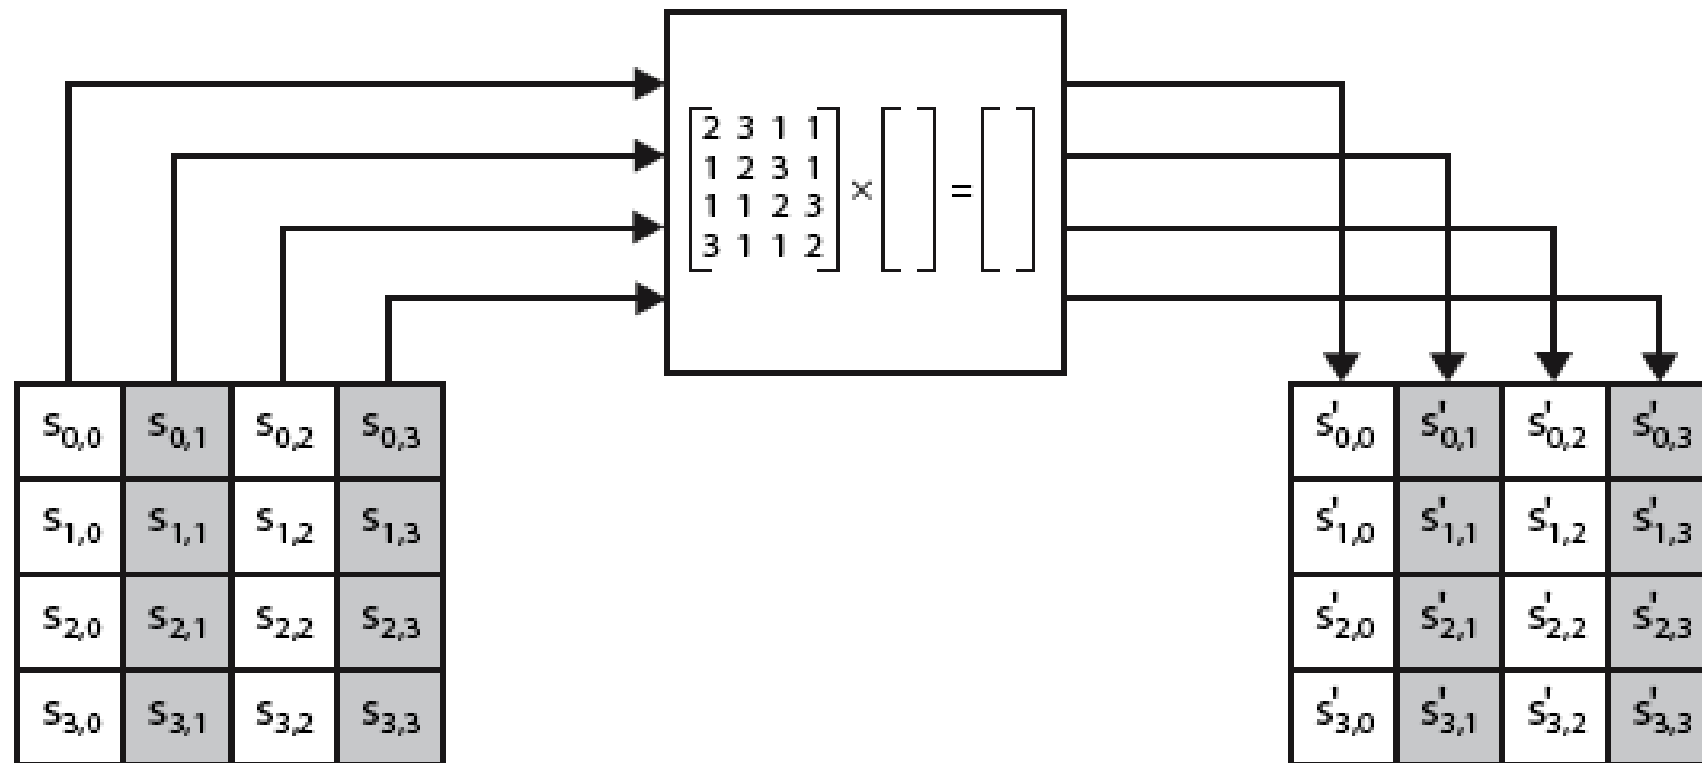 2 3 1 1
1 2 3 1
1 1 2 3
3 1 1 2
× =
S0,0 S0,1 S0,2 S0,3
S1,0 S1,1 S1,2 S1,3
S2,0 S2,1 S2,2 S2,3
S3,0 S3,1 S3,2 S3,3
S'0,0 S'0,1 S'0,2 S'0,3
S'1,0 S'1,1 S'1,2 S'1,3
S'2,0 S'2,1 S'2,2 S'2,3
S'3,0 S'3,1 S'3,2 S'3,3